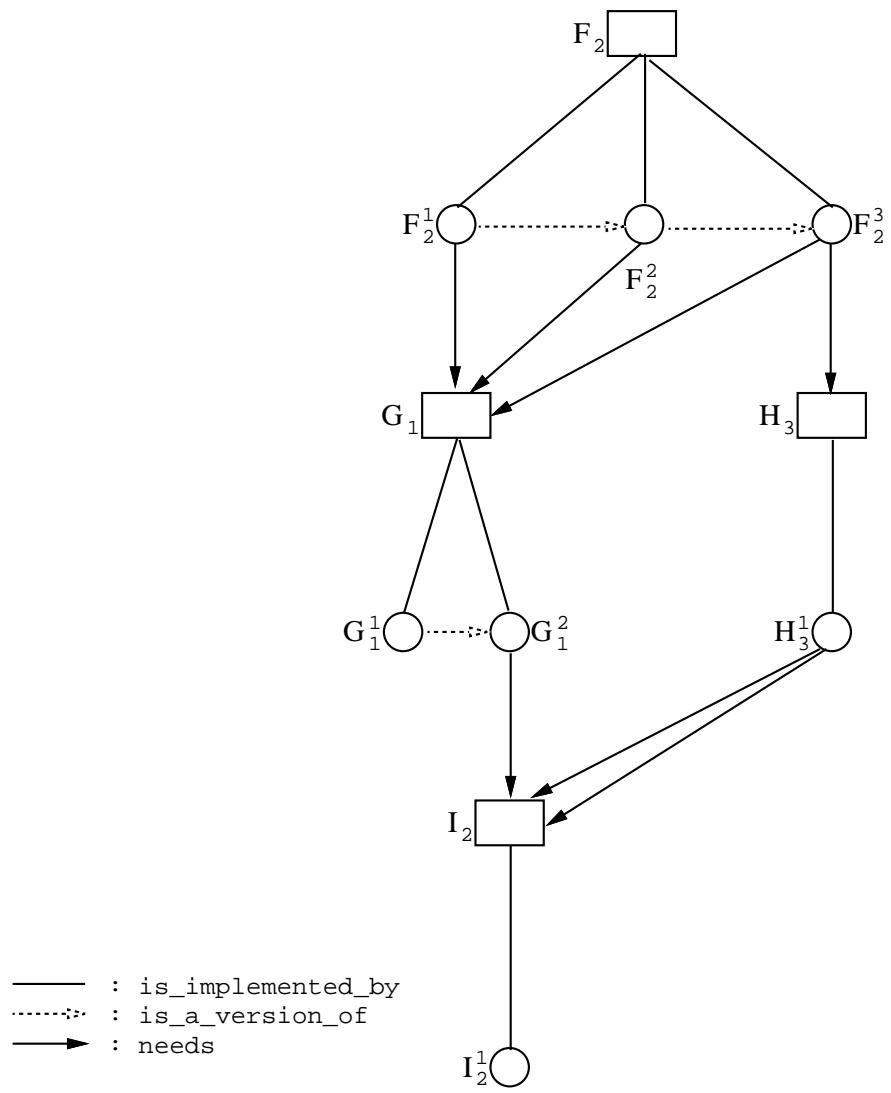 F₂
F₂¹
F₂²
F₂³
G₁
H₃
G₁¹
G₁²
H₃¹
I₂
: is_implemented_by
: is_a_version_of
: needs
I₂¹